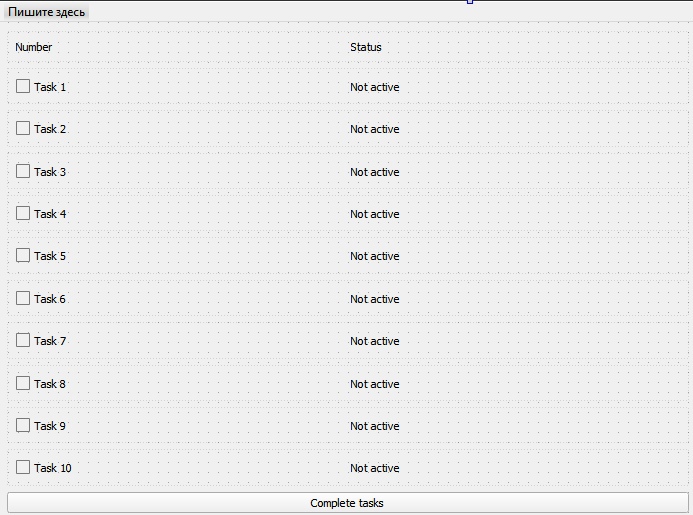 Пишите здесь
Number Status
Task 1 Not active
Task 2 Not active
Task 3 Not active
Task 4 Not active
Task 5 Not active
Task 6 Not active
Task 7 Not active
Task 8 Not active
Task 9 Not active
Task 10 Not active
Complete tasks